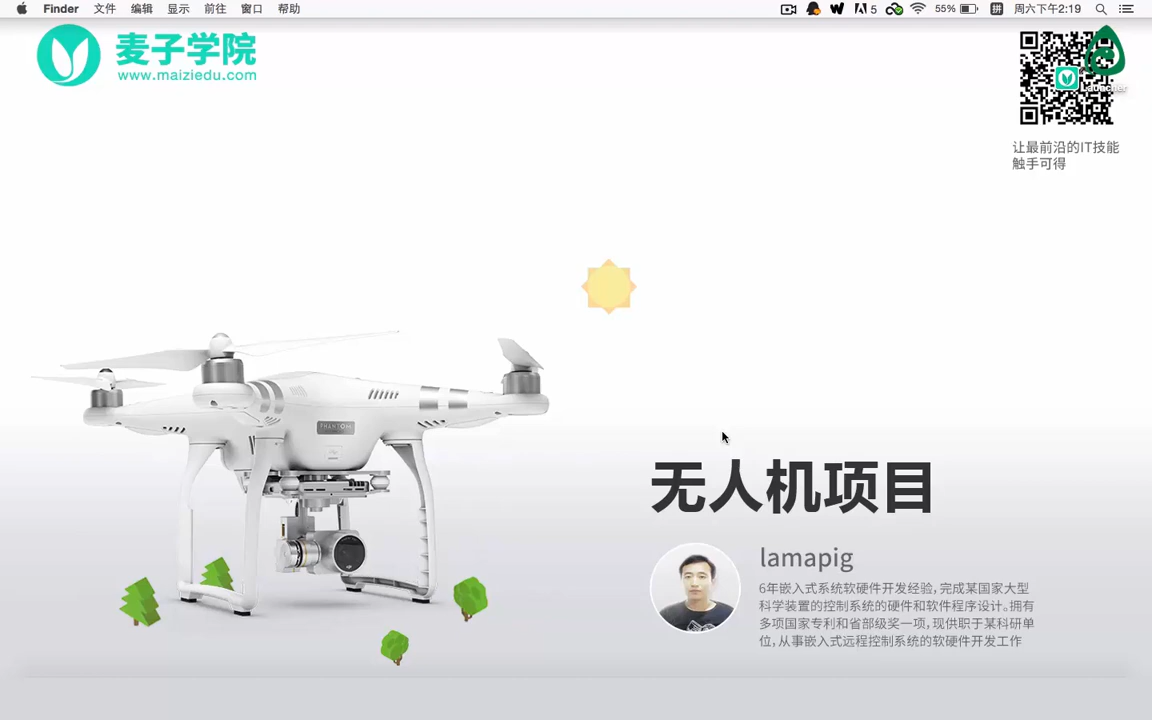 Finder 文件 编辑 显示 前往 窗口 帮助 5 55% 拼 周六下午2:19
麦子学院
www.maiziedu.com
Launcher
让最前沿的IT技能
触手可得
PHANTOM
无人机项目
lamapig
6年嵌入式系统软硬件开发经验,完成某国家大型
科学装置的控制系统的硬件和软件程序设计。拥有
多项国家专利和省部级奖一项,现供职于某科研单
位,从事嵌入式远程控制系统的软硬件开发工作